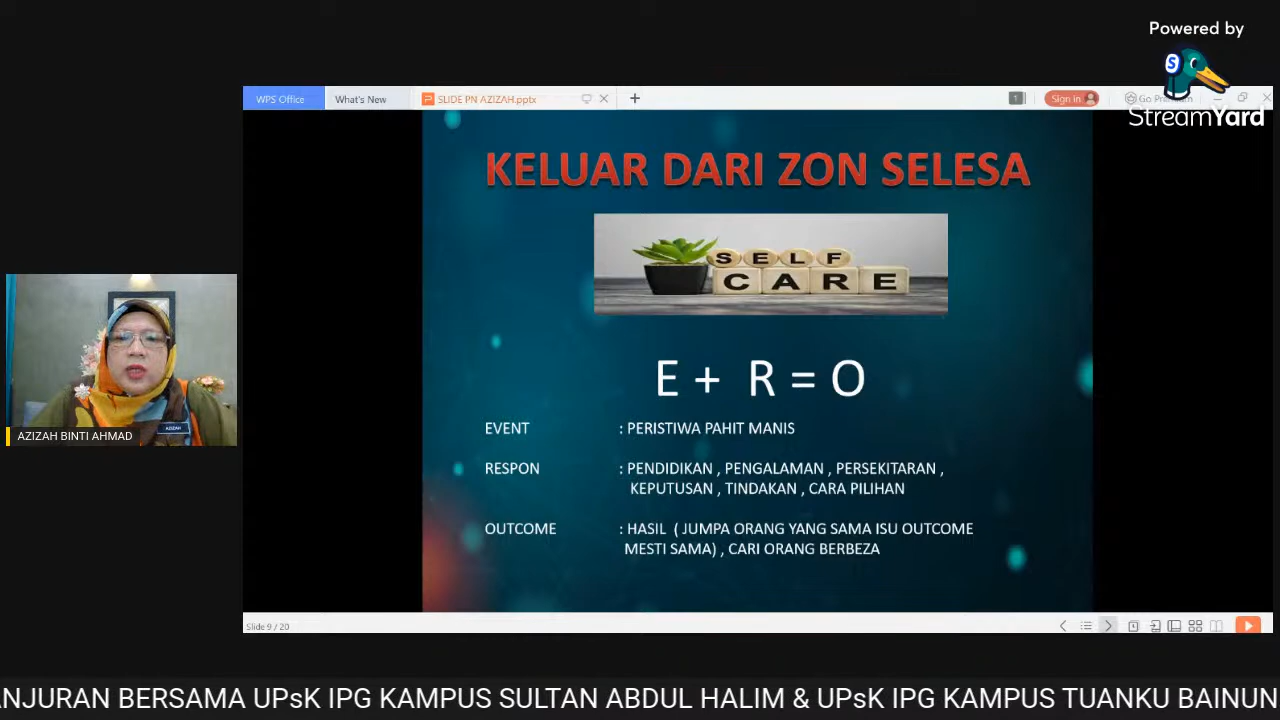 Powered by
StreamYard
WPS Office
What's New
SLIDE PN AZIZAH.pptx
1
Sign in
KELUAR DARI ZON SELESA
SELF
CARE
E + R = O
EVENT : PERISTIWA PAHIT MANIS
RESPON : PENDIDIKAN , PENGALAMAN , PERSEKITARAN ,
KEPUTUSAN , TINDAKAN , CARA PILIHAN
OUTCOME : HASIL ( JUMPA ORANG YANG SAMA ISU OUTCOME
MESTI SAMA) , CARI ORANG BERBEZA
AZIZAH
AZIZAH BINTI AHMAD
Slide 9 / 20
NJURAN BERSAMA UPsK IPG KAMPUS SULTAN ABDUL HALIM & UPsK IPG KAMPUS TUANKU BAINUN